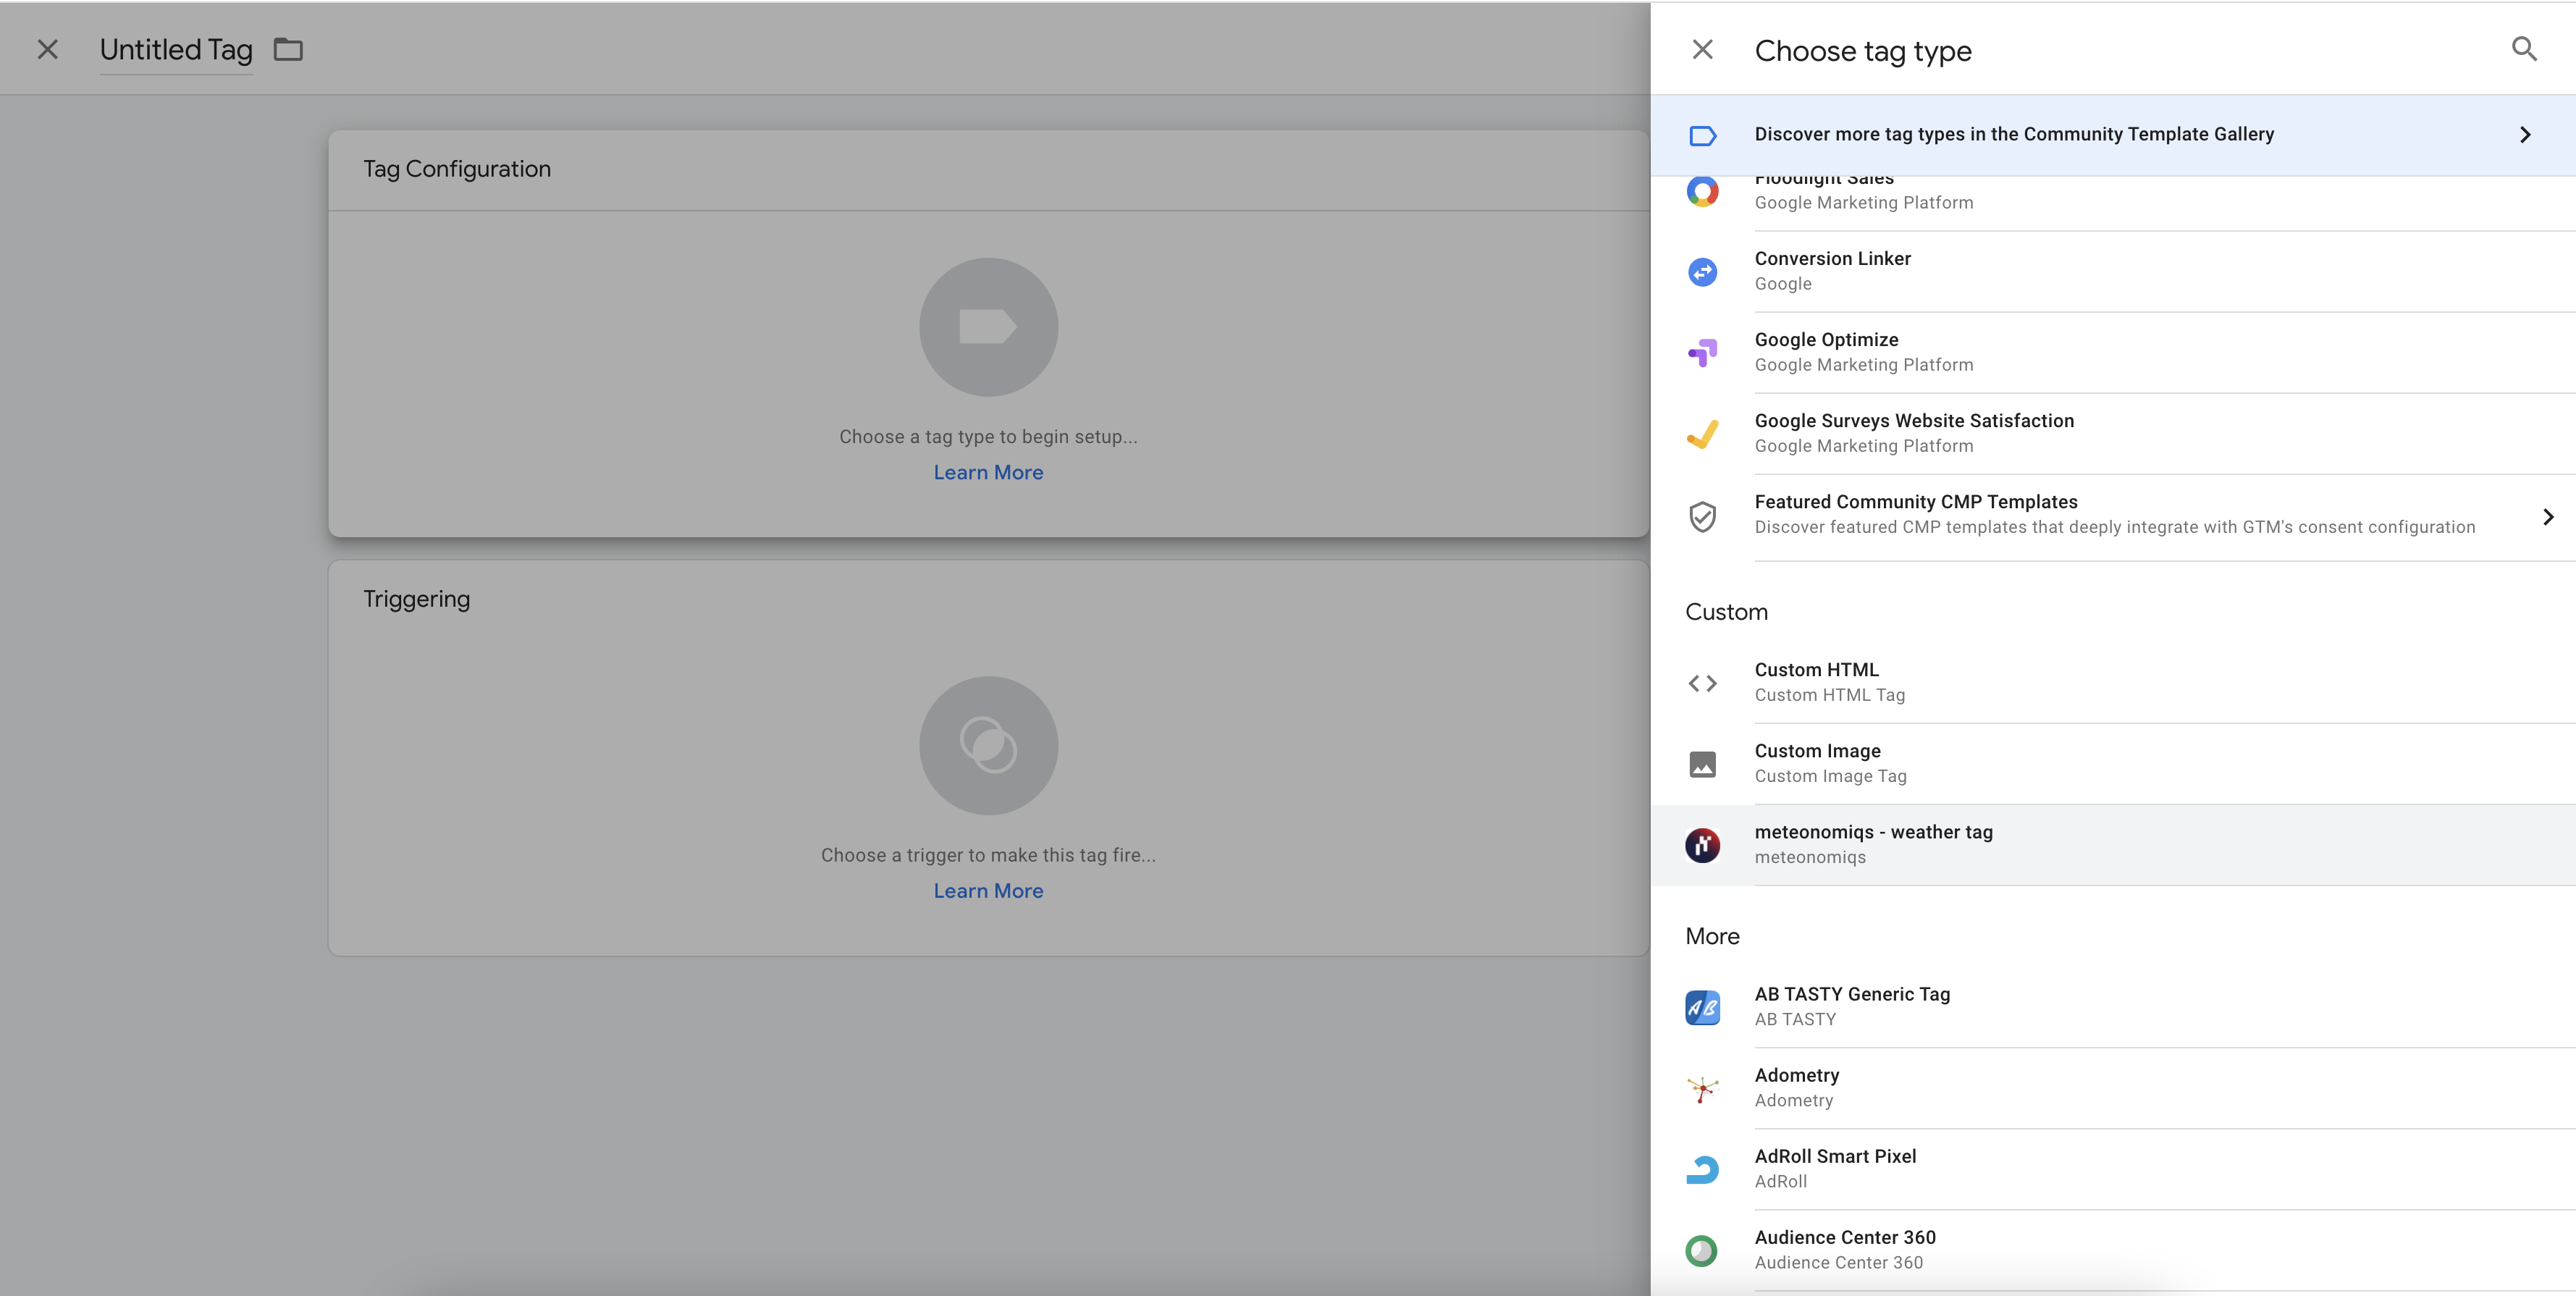 Untitled Tag
Tag Configuration
Choose a tag type to begin setup...
Learn More
Triggering
Choose a trigger to make this tag fire...
Learn More
Choose tag type
Discover more tag types in the Community Template Gallery
Floodlight Sales
Google Marketing Platform
Conversion Linker
Google
Google Optimize
Google Marketing Platform
Google Surveys Website Satisfaction
Google Marketing Platform
Featured Community CMP Templates
Discover featured CMP templates that deeply integrate with GTM's consent configuration
Custom
Custom HTML
Custom HTML Tag
Custom Image
Custom Image Tag
meteonomiqs - weather tag
meteonomiqs
More
AB
AB TASTY Generic Tag
AB TASTY
Adometry
Adometry
AdRoll Smart Pixel
AdRoll
Audience Center 360
Audience Center 360